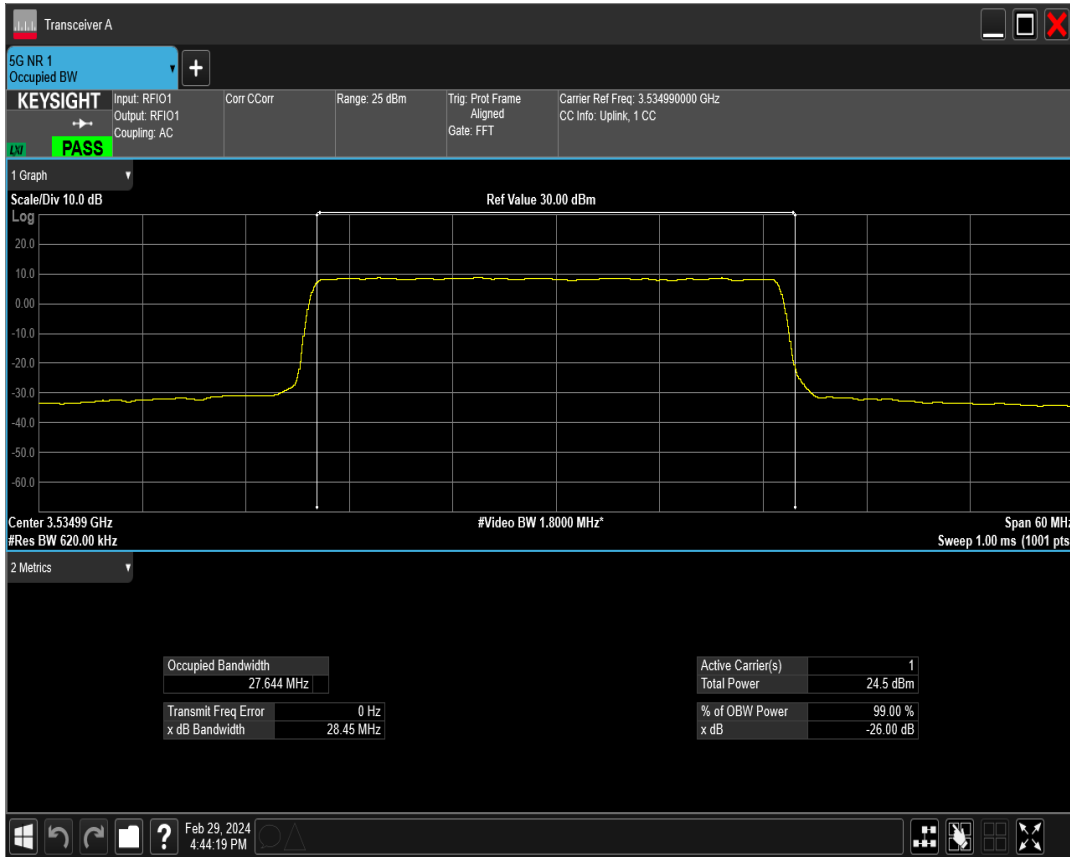 Transceiver A
5G NR 1
Occupied BW
+
KEYSIGHT
LXI
PASS
Input: RFIO1
Output: RFIO1
Coupling: AC
Corr CCorr
Range: 25 dBm
Trig: Prot Frame
Aligned
Gate: FFT
Carrier Ref Freq: 3.534990000 GHz
CC Info: Uplink, 1 CC
1 Graph
Scale/Div 10.0 dB
Ref Value 30.00 dBm
Log
20.0
10.0
0.00
-10.0
-20.0
-30.0
-40.0
-50.0
-60.0
Center 3.53499 GHz
#Video BW 1.8000 MHz*
Span 60 MHz
#Res BW 620.00 kHz
Sweep 1.00 ms (1001 pts
2 Metrics
Occupied Bandwidth
27.644 MHz
Transmit Freq Error 0 Hz
x dB Bandwidth 28.45 MHz
Active Carrier(s) 1
Total Power 24.5 dBm
% of OBW Power 99.00 %
x dB -26.00 dB
?
Feb 29, 2024
4:44:19 PM